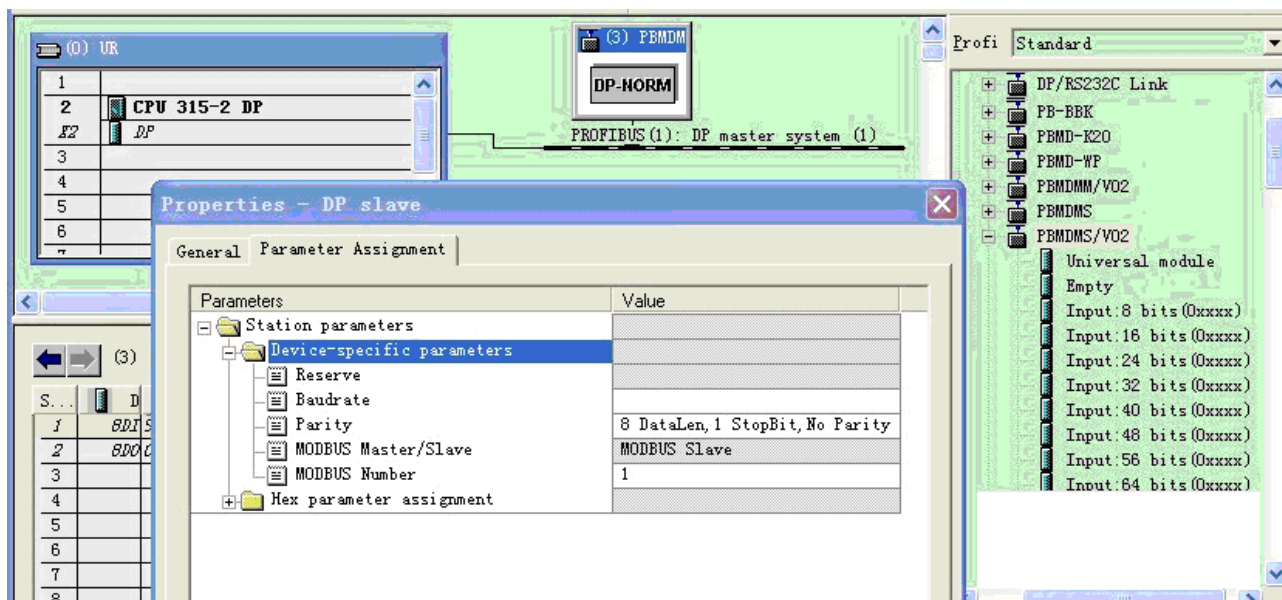 (0) UR
1
2 CPU 315-2 DP
X2 DP
3
4
5
6
7
(3) PBMDM
DP-NORM
PROFIBUS(1): DP master system (1)
Profi Standard
DP/RS232C Link
PB-BBK
PBMD-K20
PBMD-WP
PBMDMM/V02
PBMDMS
PBMDMS/V02
Universal module
Empty
Input:8 bits(0xxxx)
Input:16 bits(0xxxx)
Input:24 bits(0xxxx)
Input:32 bits(0xxxx)
Input:40 bits(0xxxx)
Input:48 bits(0xxxx)
Input:56 bits(0xxxx)
Input:64 bits(0xxxx)
Properties - DP slave
General Parameter Assignment
Parameters Value
Station parameters
Device-specific parameters
Reserve
Baudrate
Parity 8 DataLen,1 StopBit,No Parity
MODBUS Master/Slave MODBUS Slave
MODBUS Number 1
Hex parameter assignment
(3)
S... D
1 8DI
2 8DO
3
4
5
6
7
8